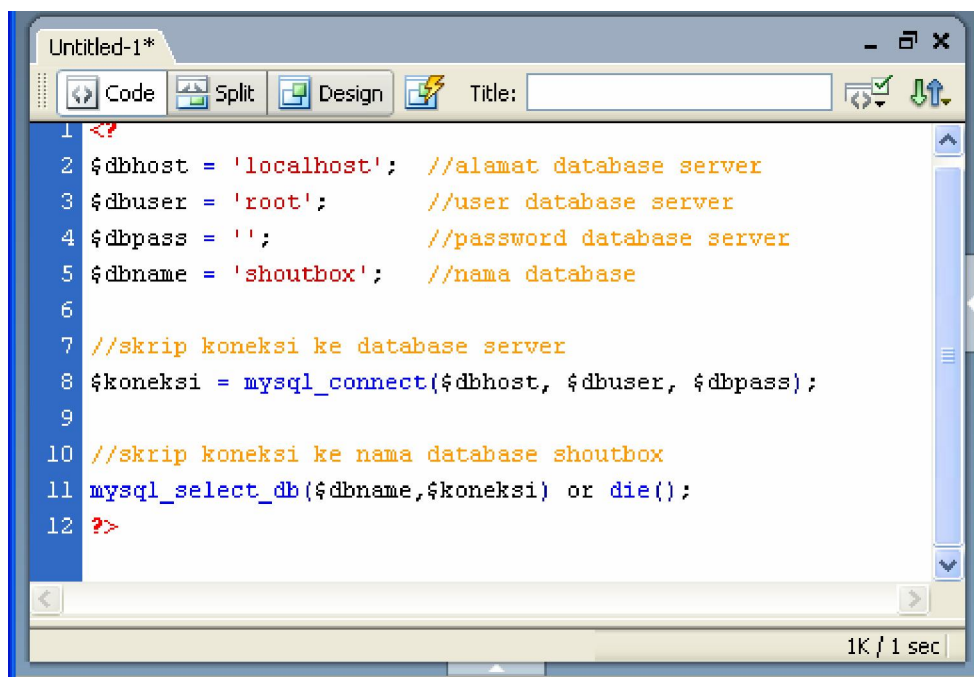 Untitled-1*
Code Split Design Title:
1 <?
2 $dbhost = 'localhost'; //alamat database server
3 $dbuser = 'root'; //user database server
4 $dbpass = ''; //password database server
5 $dbname = 'shoutbox'; //nama database
6
7 //skrip koneksi ke database server
8 $koneksi = mysql_connect($dbhost, $dbuser, $dbpass);
9
10 //skrip koneksi ke nama database shoutbox
11 mysql_select_db($dbname,$koneksi) or die();
12 ?>
1K / 1 sec